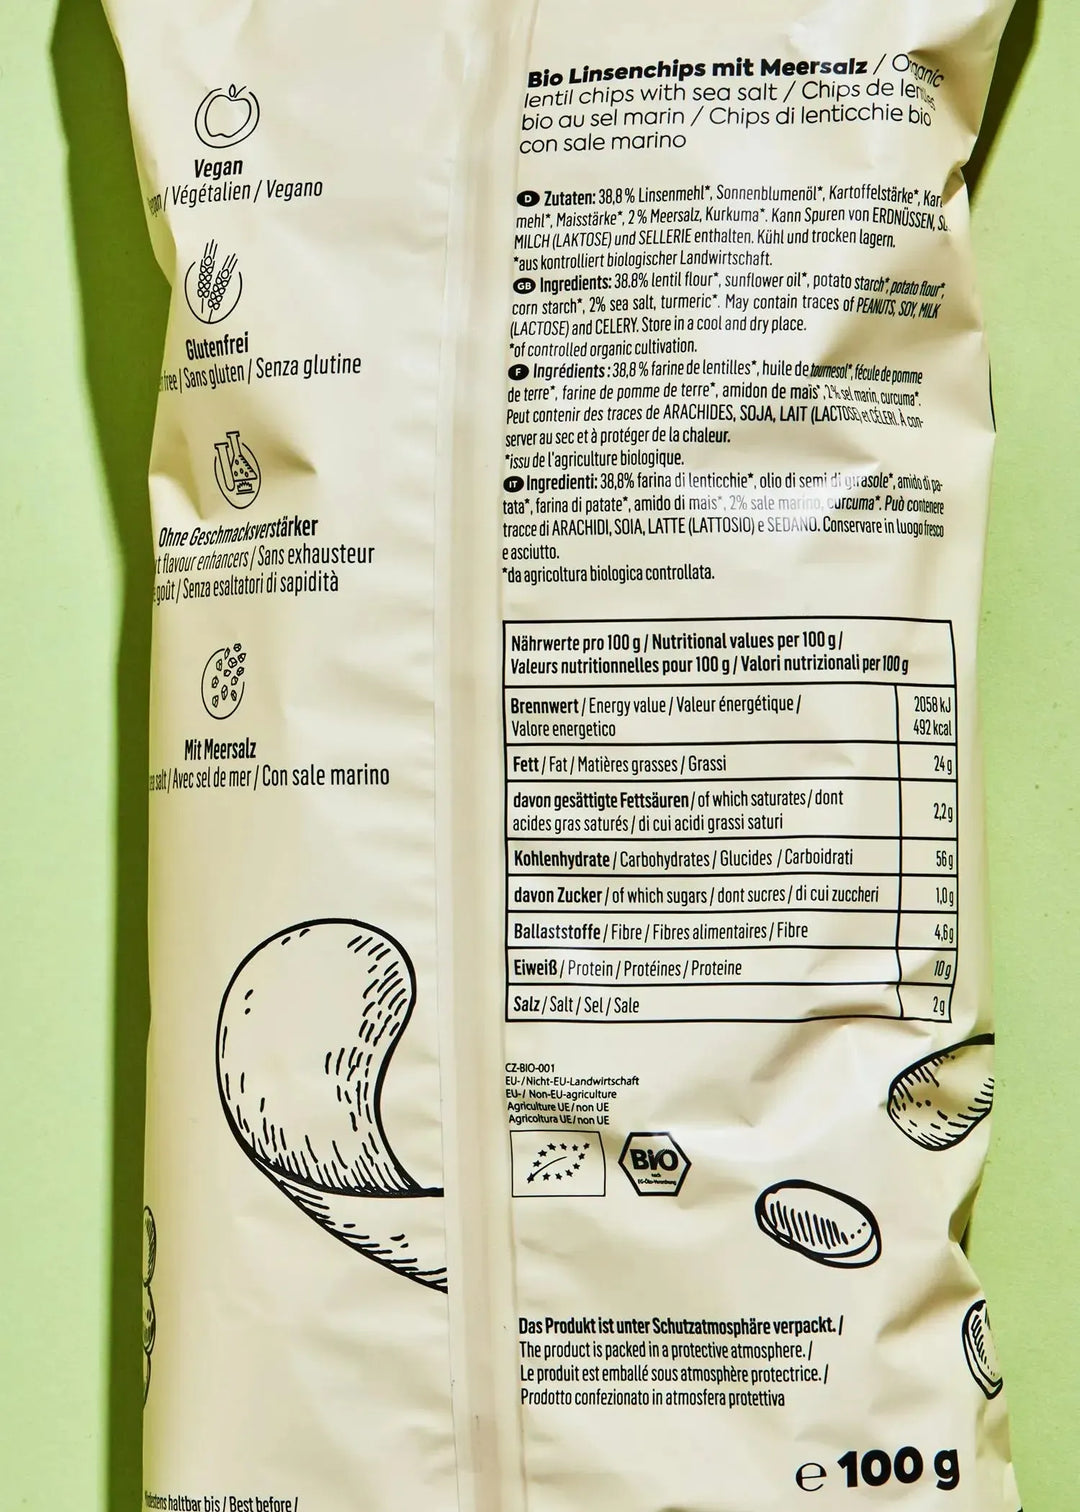 Vegan
/ Végétalien / Vegano
Glutenfrei
free / Sans gluten / Senza glutine
Ohne Geschmacksverstärker
flavour enhancers / Sans exhausteur
goût / Senza esaltatori di sapidità
Mit Meersalz
salt / Avec sel de mer / Con sale marino
Mindestens haltbar bis / Best before /
Bio Linsenchips mit Meersalz / Organic
lentil chips with sea salt / Chips de lentilles
bio au sel marin / Chips di lenticchie bio
con sale marino
D Zutaten: 38,8 % Linsenmehl*, Sonnenblumenöl*, Kartoffelstärke*,
mehl*, Maisstärke*, 2 % Meersalz, Kurkuma*. Kann Spuren von ERDNÜSSEN,
MILCH (LAKTOSE) und SELLERIE enthalten. Kühl und trocken lagern.
*aus kontrolliert biologischer Landwirtschaft.
GB Ingredients: 38.8% lentil flour*, sunflower oil*, potato starch*, potato flour*,
corn starch*, 2% sea salt, turmeric*. May contain traces of PEANUTS, SOY, MILK
(LACTOSE) and CELERY. Store in a cool and dry place.
*of controlled organic cultivation.
F Ingrédients : 38,8 % farine de lentilles*, huile de tournesol*, fécule de pomme
de terre*, farine de pomme de terre*, amidon de maïs*, 2 % sel marin, curcuma*.
Peut contenir des traces de ARACHIDES, SOJA, LAIT (LACTOSE) et CÉLERI. À con-
server au sec et à protéger de la chaleur.
*issu de l'agriculture biologique.
IT Ingredienti: 38,8% farina di lenticchie*, olio di semi di girasole*, amido di pa-
tata*, farina di patate*, amido di mais*, 2% sale marino, curcuma*. Può contenere
tracce di ARACHIDI, SOIA, LATTE (LATTOSIO) e SEDANO. Conservare in luogo fresco
e asciutto.
*da agricoltura biologica controllata.
Nährwerte pro 100 g / Nutritional values per 100 g /
Valeurs nutritionnelles pour 100 g / Valori nutrizionali per 100 g
Brennwert / Energy value / Valeur énergétique / 2058 kJ
Valore energetico 492 kcal
Fett / Fat / Matières grasses / Grassi 24 g
davon gesättigte Fettsäuren / of which saturates / dont
acides gras saturés / di cui acidi grassi saturi 2,2 g
Kohlenhydrate / Carbohydrates / Glucides / Carboidrati 56 g
davon Zucker / of which sugars / dont sucres / di cui zuccheri 1,0 g
Ballaststoffe / Fibre / Fibres alimentaires / Fibre 4,6 g
Eiweiß / Protein / Protéines / Proteine 10 g
Salz / Salt / Sel / Sale 2 g
CZ-BIO-001
EU-/Nicht-EU-Landwirtschaft
EU-/ Non-EU-agriculture
Agriculture UE/non UE
Agricoltura UE/non UE
BIO
nach
EG-Öko-Verordnung
Das Produkt ist unter Schutzatmosphäre verpackt. /
The product is packed in a protective atmosphere. /
Le produit est emballé sous atmosphère protectrice. /
Prodotto confezionato in atmosfera protettiva
e 100 g